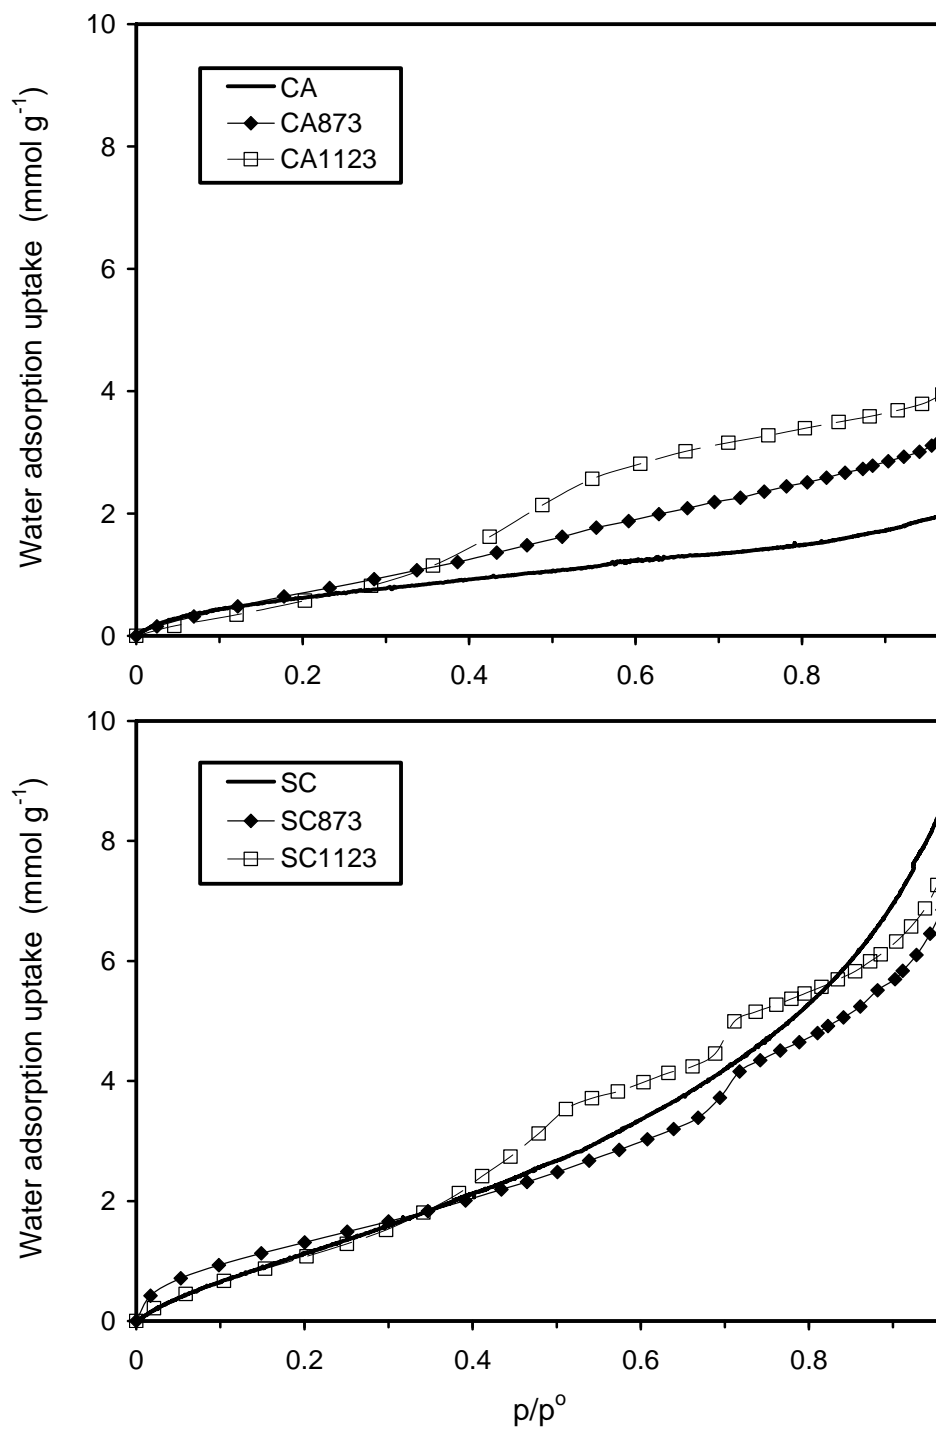 Water adsorption uptake (mmol g⁻¹)
10
8
6
4
2
0
CA
CA873
CA1123
0 0.2 0.4 0.6 0.8
Water adsorption uptake (mmol g⁻¹)
10
8
6
4
2
0
SC
SC873
SC1123
0 0.2 0.4 0.6 0.8
p/pᵒ